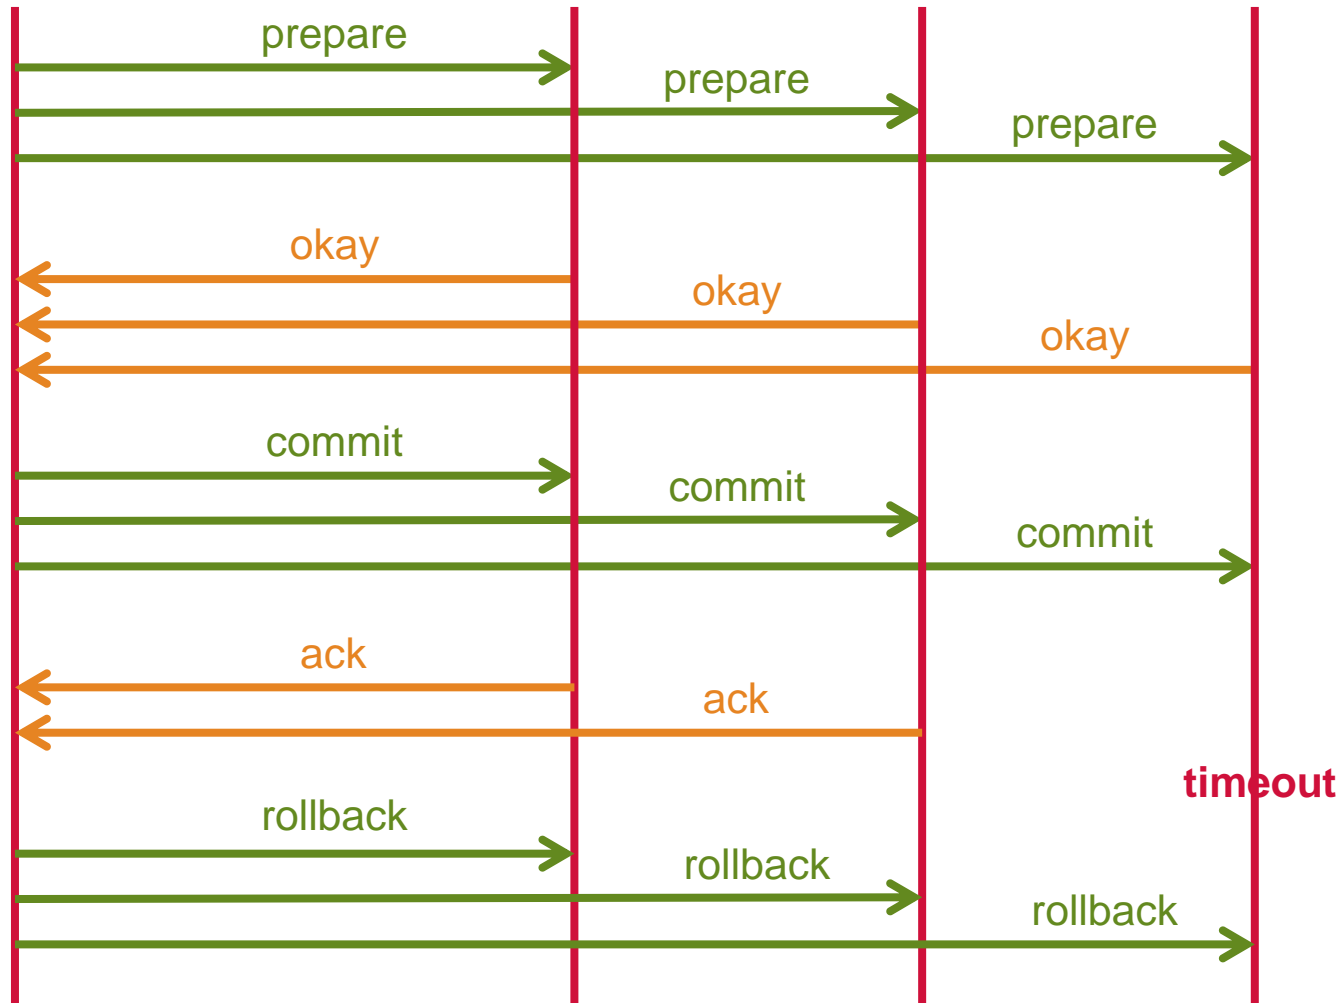 prepare
prepare
prepare
okay
okay
okay
commit
commit
commit
ack
ack
timeout
rollback
rollback
rollback